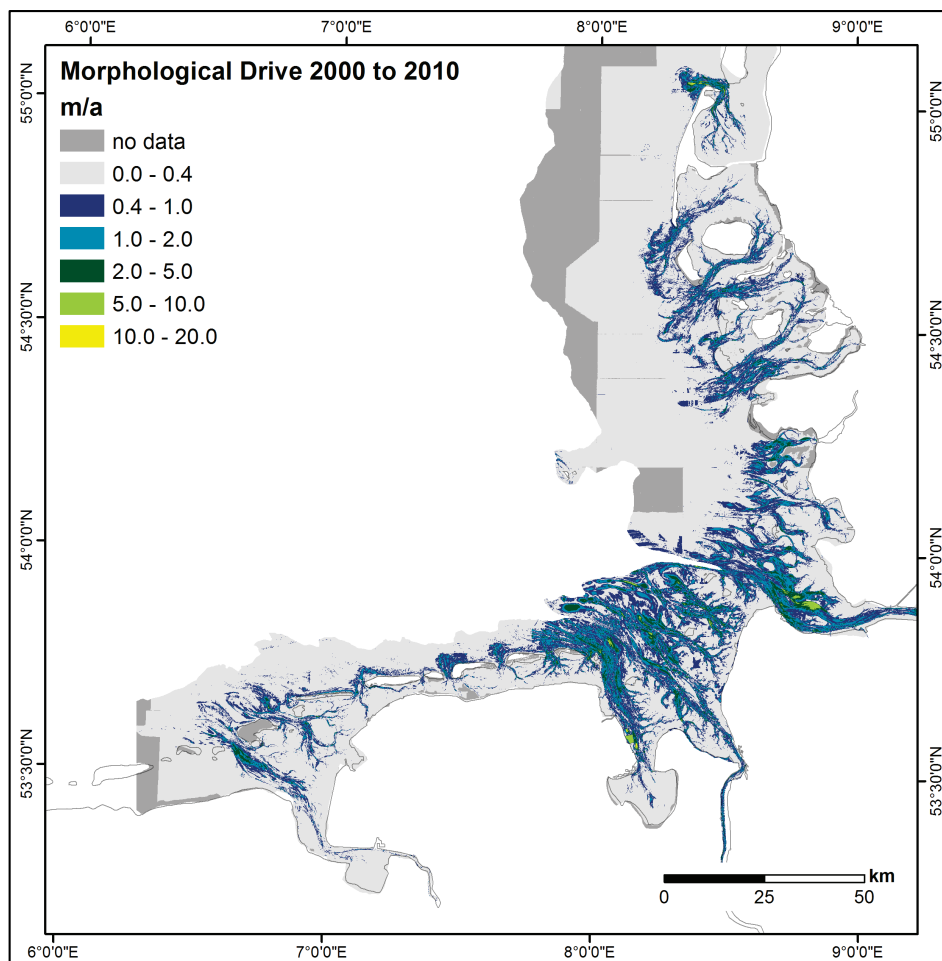 6°0'0"E 7°0'0"E 8°0'0"E 9°0'0"E
Morphological Drive 2000 to 2010
m/a
no data
0.0 - 0.4
0.4 - 1.0
1.0 - 2.0
2.0 - 5.0
5.0 - 10.0
10.0 - 20.0
55°0'0"N 55°0'0"N
54°30'0"N 54°30'0"N
54°0'0"N 54°0'0"N
53°30'0"N 53°30'0"N
km
0 25 50
6°0'0"E 7°0'0"E 8°0'0"E 9°0'0"E